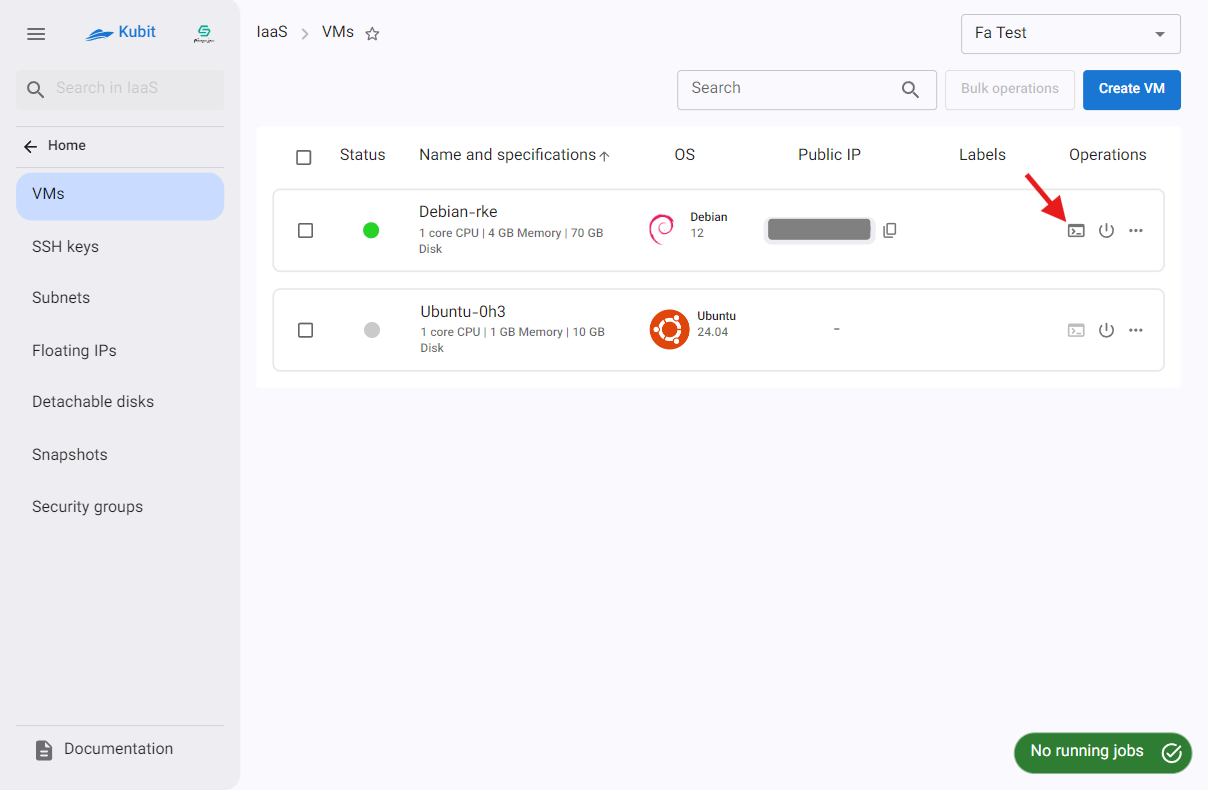 Kubit
IaaS
VMs
Fa Test
Search in IaaS
Search
Bulk operations
Create VM
Home
VMs
SSH keys
Subnets
Floating IPs
Detachable disks
Snapshots
Security groups
Documentation
Status
Name and specifications
OS
Public IP
Labels
Operations
Debian-rke
1 core CPU | 4 GB Memory | 70 GB
Disk
Debian
12
Ubuntu-0h3
1 core CPU | 1 GB Memory | 10 GB
Disk
Ubuntu
24.04
-
No running jobs